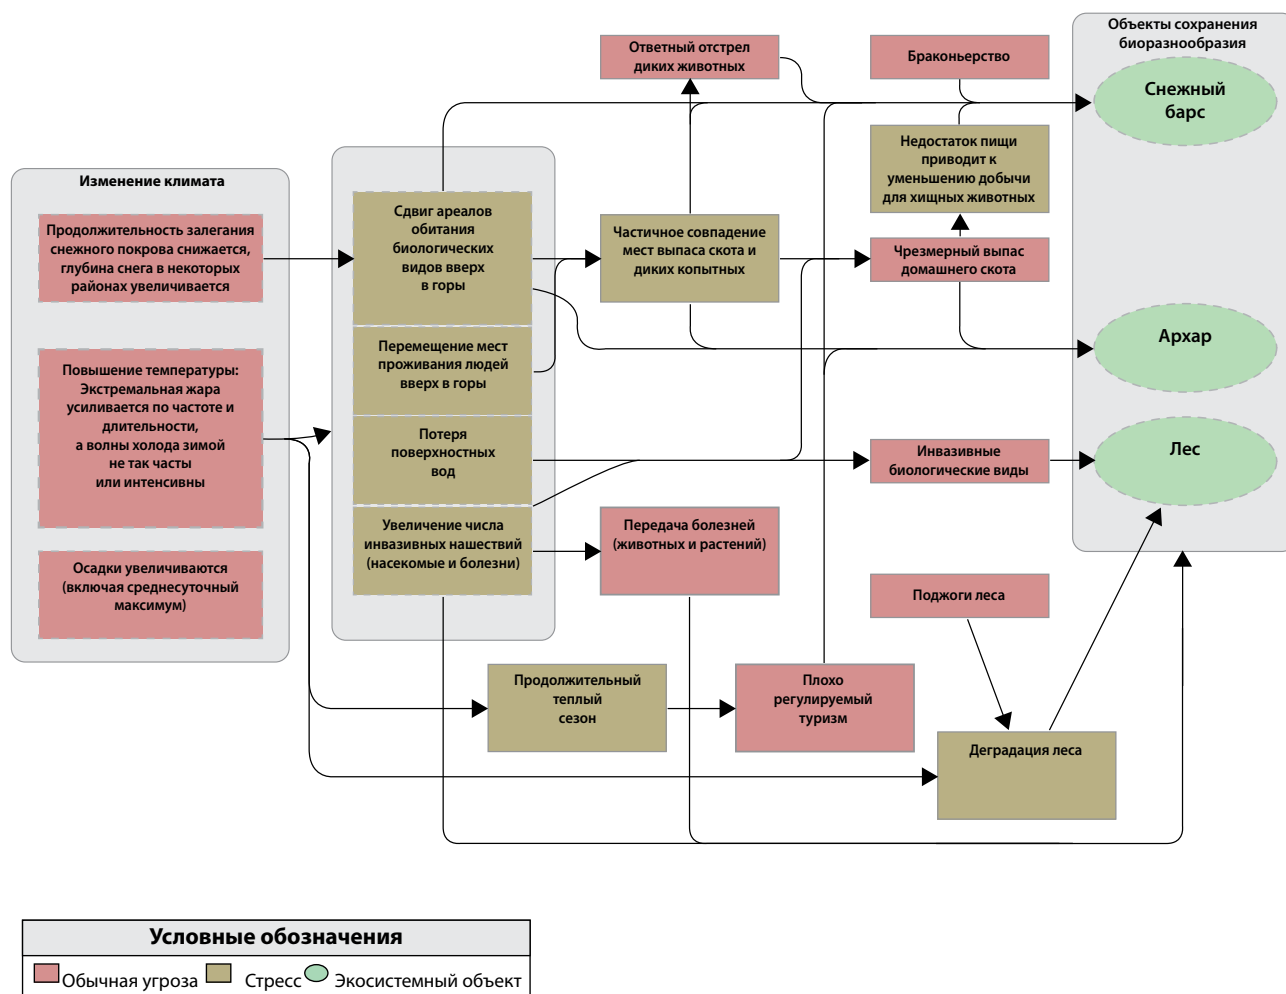 Объекты сохранения
биоразнообразия
Ответный отстрел
диких животных
Браконьерство
Снежный
барс
Недостаток пищи
приводит к
уменьшению добычи
для хищных животных
Изменение климата
Продолжительность залегания
снежного покрова снижается,
глубина снега в некоторых
районах увеличивается
Сдвиг ареалов
обитания
биологических
видов вверх
в горы
Частичное совпадение
мест выпаса скота и
диких копытных
Чрезмерный выпас
домашнего скота
Архар
Перемещение мест
проживания людей
вверх в горы
Повышение температуры:
Экстремальная жара
усиливается по частоте и
длительности,
а волны холода зимой
не так часты
или интенсивны
Потеря
поверхностных
вод
Инвазивные
биологические виды
Лес
Увеличение числа
инвазивных нашествий
(насекомые и болезни)
Передача болезней
(животных и растений)
Осадки увеличиваются
(включая среднесуточный
максимум)
Поджоги леса
Продолжительный
теплый
сезон
Плохо
регулируемый
туризм
Деградация леса
Условные обозначения
Обычная угроза
Стресс
Экосистемный объект